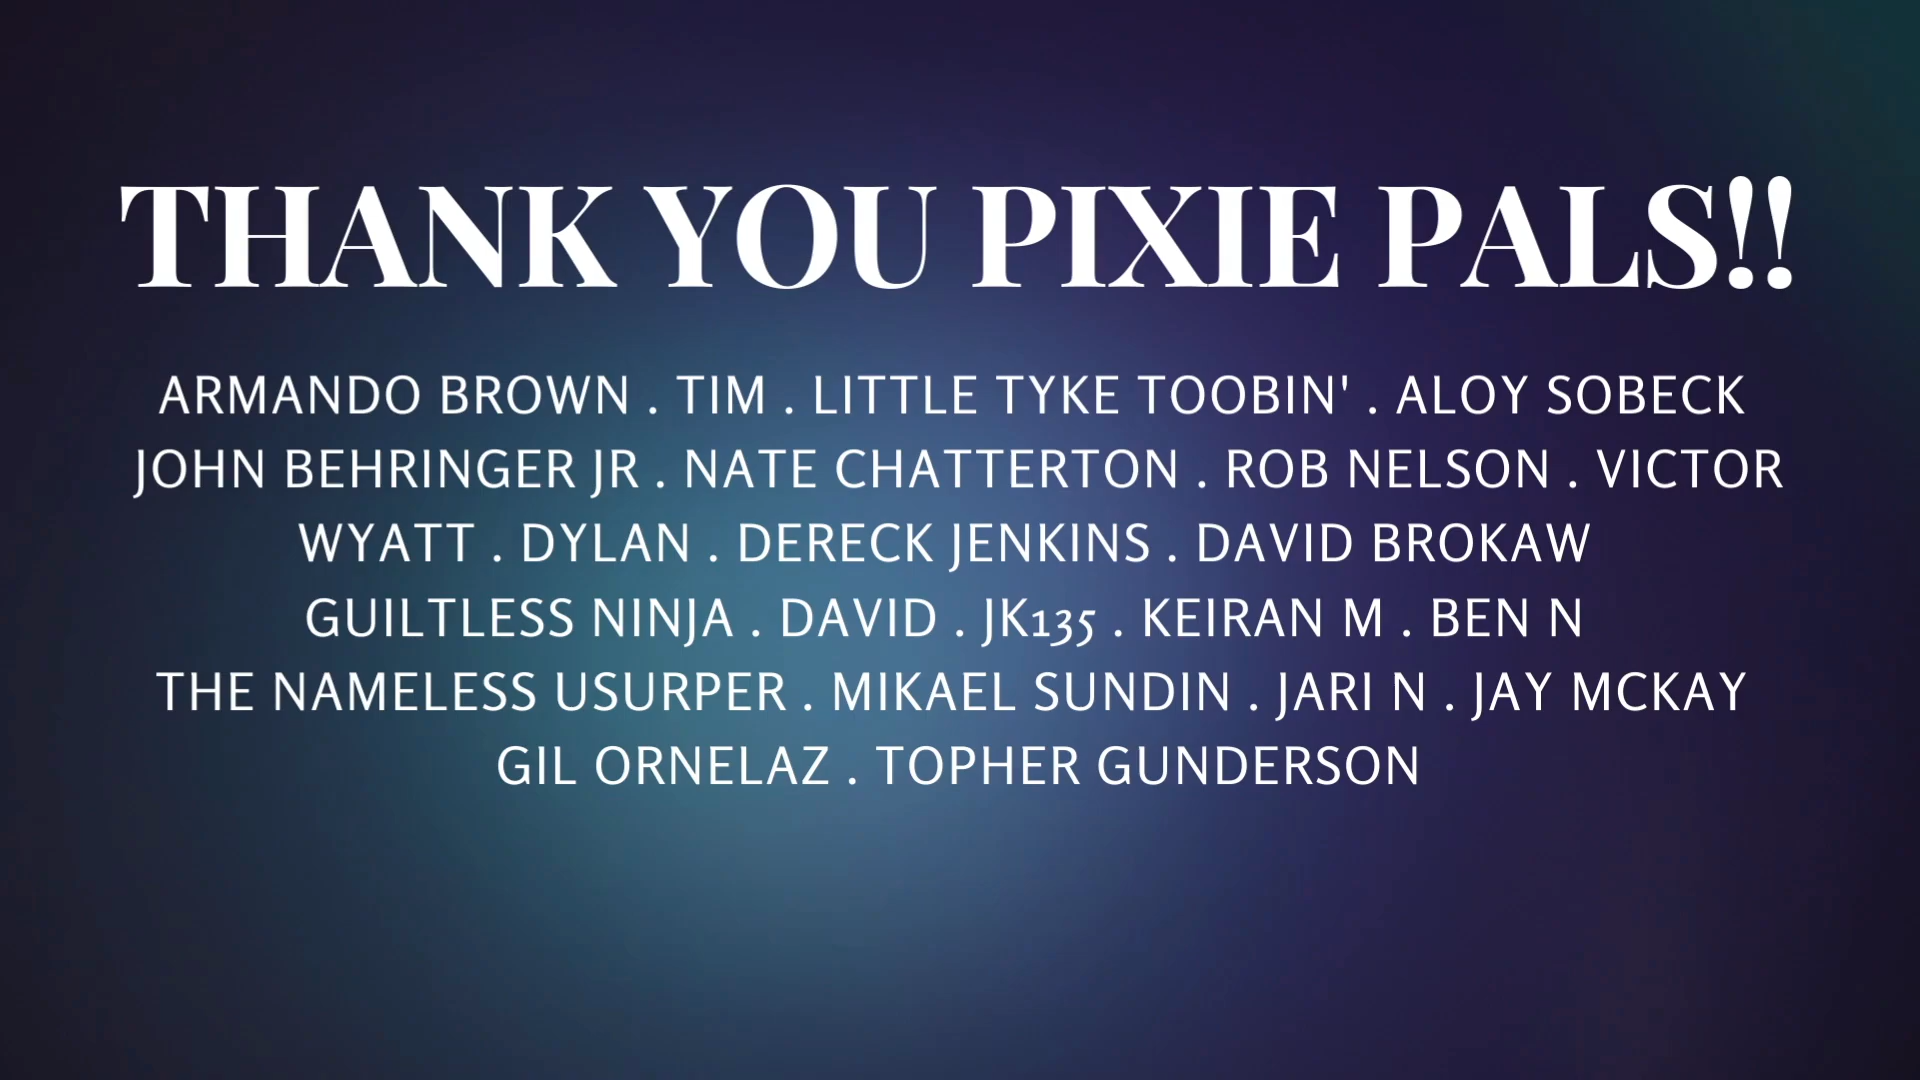 THANK YOU PIXIE PALS!!
ARMANDO BROWN . TIM . LITTLE TYKE TOOBIN' . ALOY SOBECK
JOHN BEHRINGER JR . NATE CHATTERTON . ROB NELSON . VICTOR
WYATT . DYLAN . DERECK JENKINS . DAVID BROKAW
GUILTLESS NINJA . DAVID . JK135 . KEIRAN M . BEN N
THE NAMELESS USURPER . MIKAEL SUNDIN . JARI N . JAY MCKAY
GIL ORNELAZ . TOPHER GUNDERSON